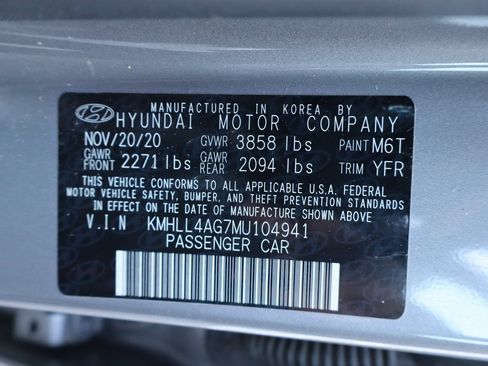 MANUFACTURED IN KOREA. BY
HYUNDAI MOTOR COMPANY
NOV/20/20 GVWR 3858 lbs PAINT M6T
GAWR FRONT 2271 lbs GAWR REAR 2094 lbs TRIM YFR
THIS VEHICLE CONFORMS TO ALL APPLICABLE U.S.A. FEDERAL
MOTOR VEHICLE SAFETY, BUMPER, AND THEFT PREVENTION STANDARDS
IN EFFECT ON THE DATE OF MANUFACTURE SHOWN ABOVE
V.I.N KMHLL4AG7MU104941
PASSENGER CAR